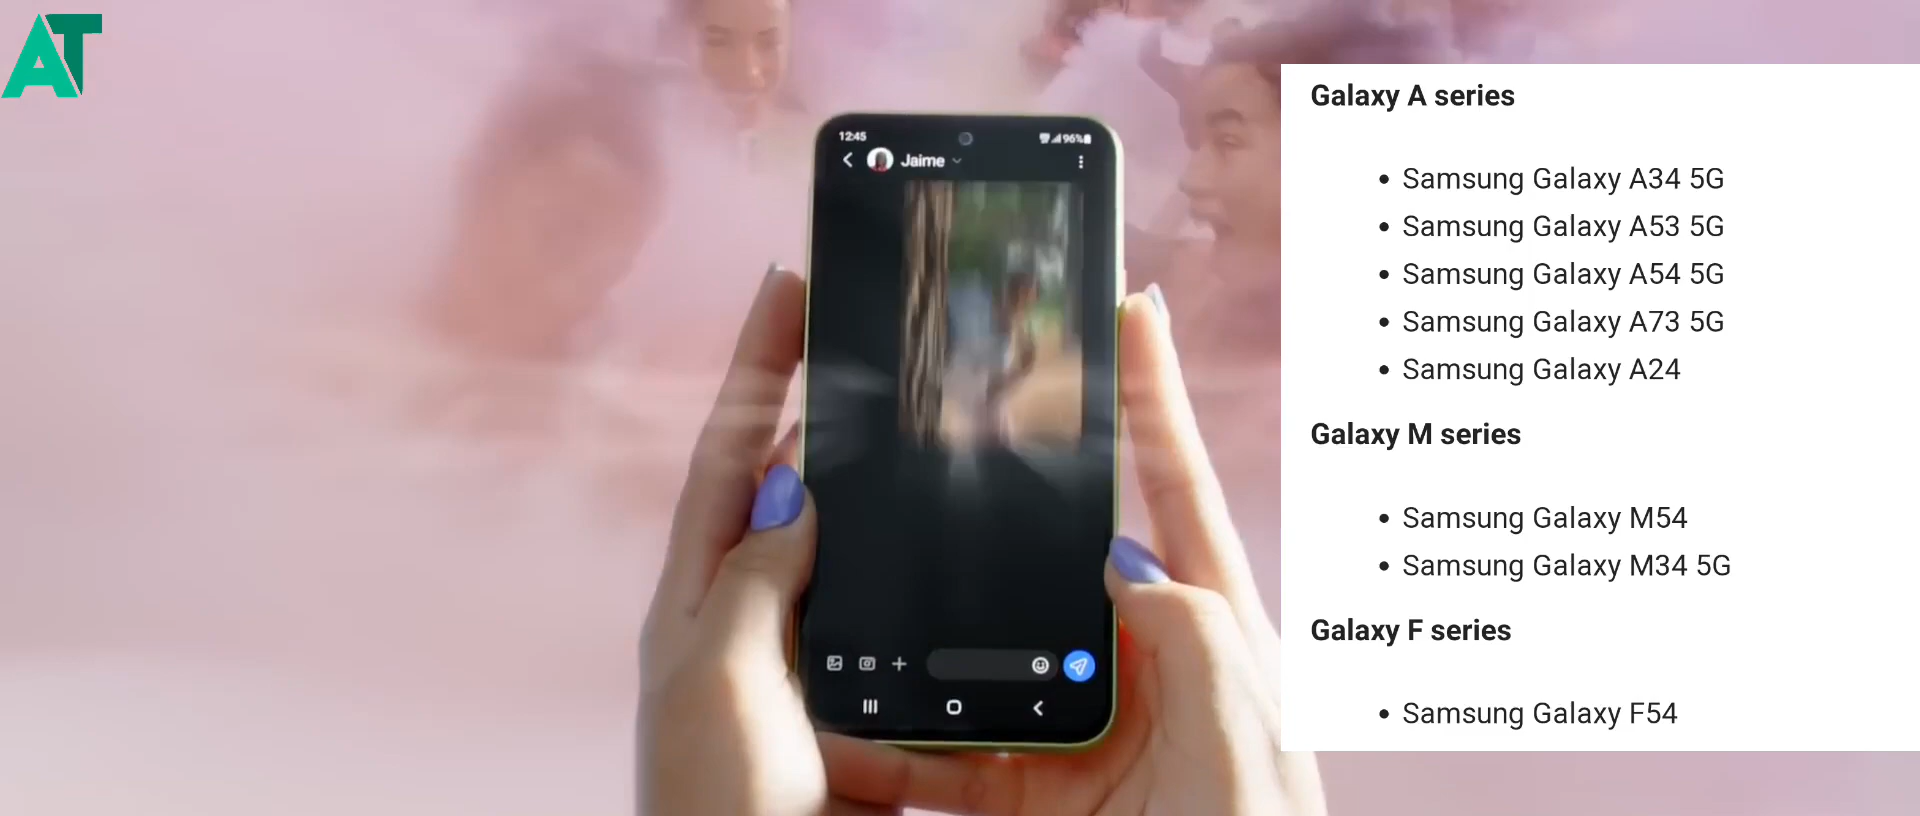 AT
12:45
96%
Jaime
Galaxy A series
• Samsung Galaxy A34 5G
• Samsung Galaxy A53 5G
• Samsung Galaxy A54 5G
• Samsung Galaxy A73 5G
• Samsung Galaxy A24
Galaxy M series
• Samsung Galaxy M54
• Samsung Galaxy M34 5G
Galaxy F series
• Samsung Galaxy F54